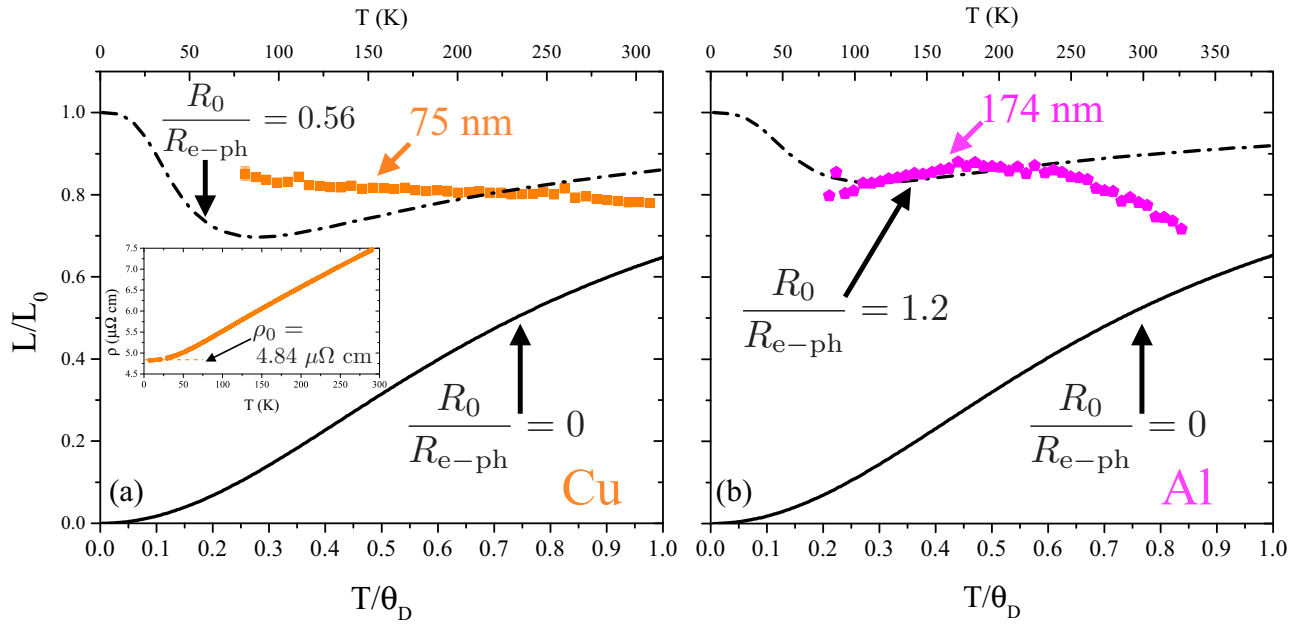 T (K)
0 50 100 150 200 250 300
L/L₀
1.0
0.8
0.6
0.4
0.2
0.0
R₀/Rₑ₋ₚₕ = 0.56
75 nm
7.5
7.0
6.5
6.0
5.5
5.0
4.5
ρ (μΩ cm)
ρ₀ =
4.84 μΩ cm
0 50 100 150 200 250 300
T (K)
R₀/Rₑ₋ₚₕ = 0
(a)
Cu
0.0 0.1 0.2 0.3 0.4 0.5 0.6 0.7 0.8 0.9 1.0
T/θ_D
T (K)
0 50 100 150 200 250 300 350
174 nm
R₀/Rₑ₋ₚₕ = 1.2
R₀/Rₑ₋ₚₕ = 0
(b)
Al
0.0 0.1 0.2 0.3 0.4 0.5 0.6 0.7 0.8 0.9 1.0
T/θ_D